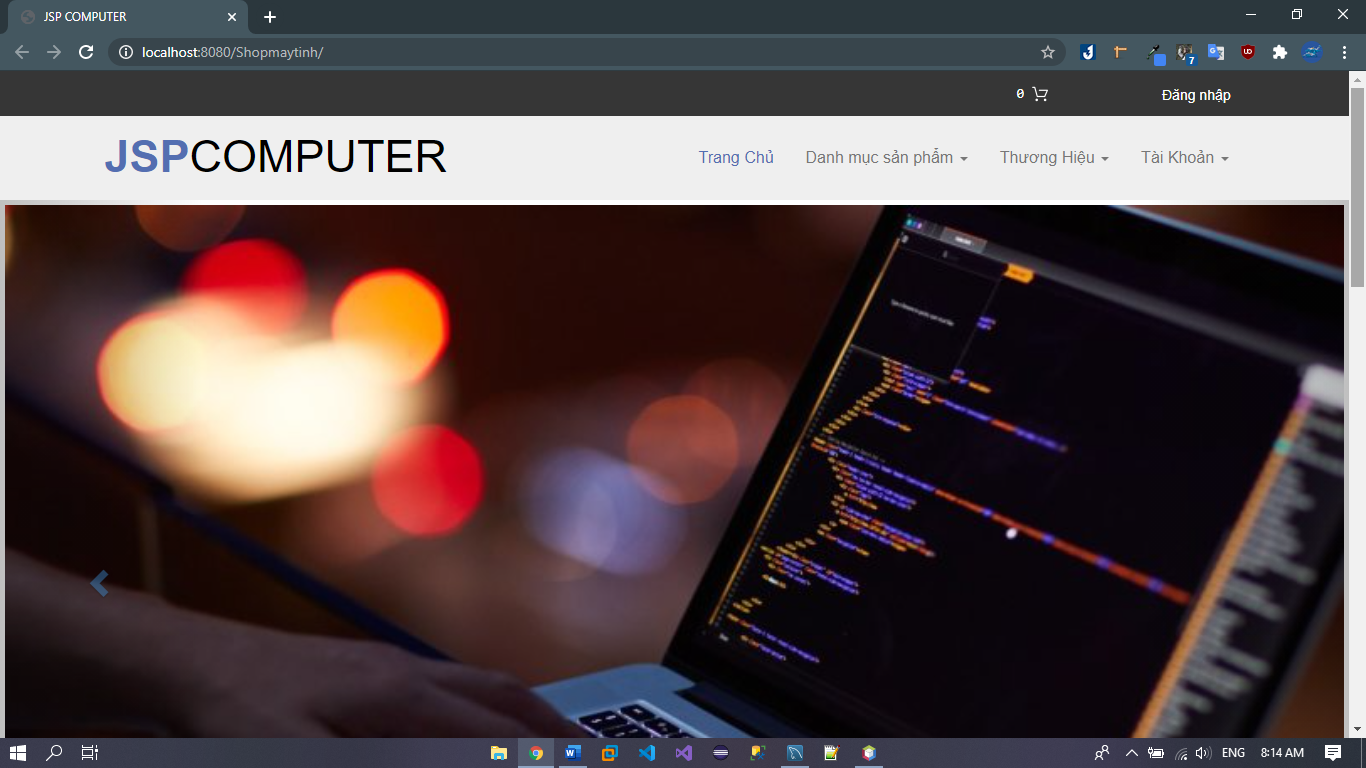 JSP COMPUTER
localhost:8080/Shopmaytinh/
7
0
Đăng nhập
JSPCOMPUTER
Trang Chủ Danh mục sản phẩm Thương Hiệu Tài Khoản
ENG 8:14 AM